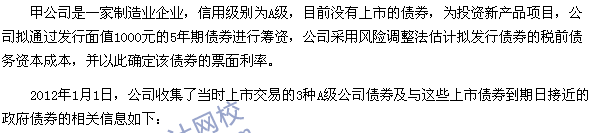 甲公司是一家制造业企业，信用级别为A级，目前没有上市的债券，为投资新产品项目，公
司拟通过发行面值1000元的5年期债券进行筹资，公司采用风险调整法估计拟发行债券的税前债
务资本成本，并以此确定该债券的票面利率。
2012年1月1日，公司收集了当时上市交易的3种A级公司债券及与这些上市债券到期日接近的
政府债券的相关信息如下：
计网校